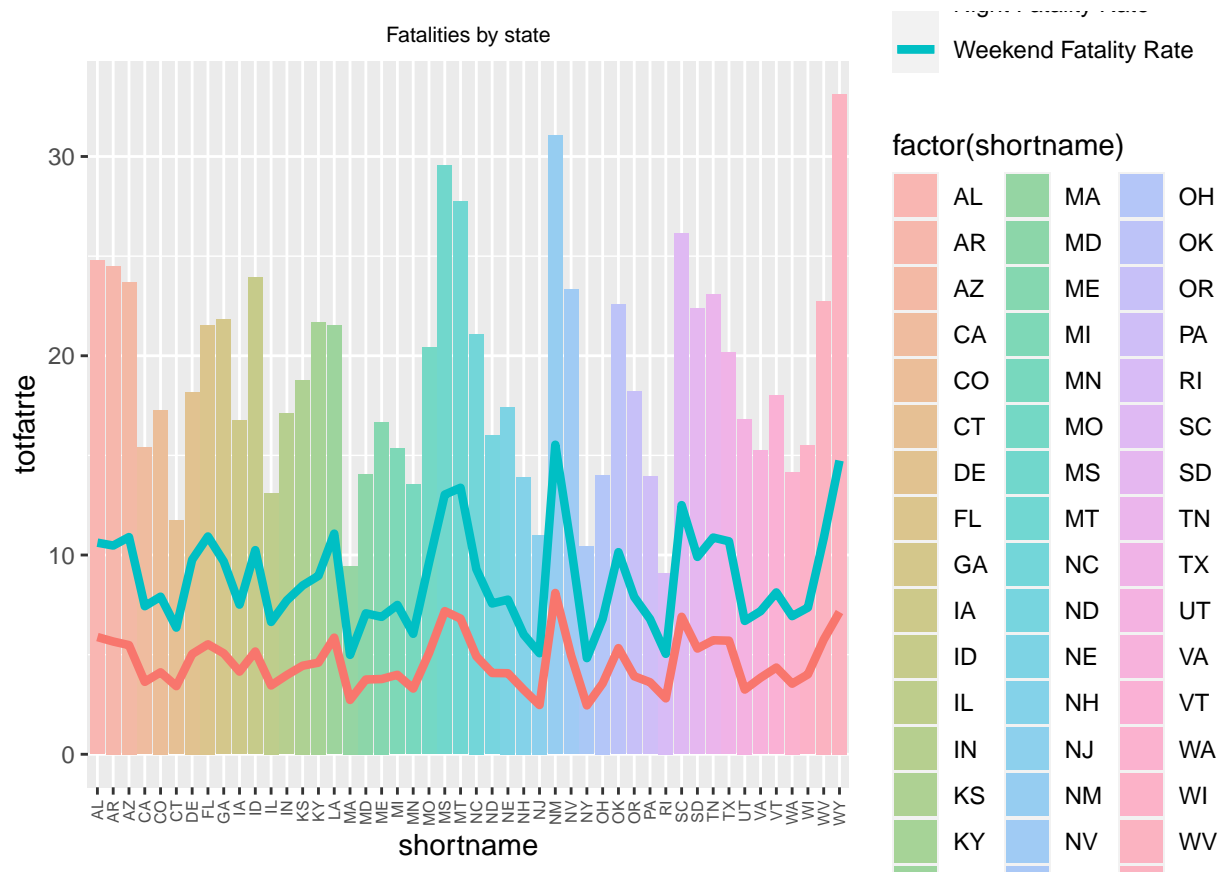 Night Fatality Rate
Weekend Fatality Rate
Fatalities by state
totfatrte
30
20
10
0
AL AR AZ CA CO CT DE FL GA IA ID IL IN KS KY LA MA MD ME MI MN MO MS MT NC ND NE NH NJ NM NV NY OH OK OR PA RI SC SD TN TX UT VA VT WA WI WV WY
shortname
factor(shortname)
AL MA OH
AR MD OK
AZ ME OR
CA MI PA
CO MN RI
CT MO SC
DE MS SD
FL MT TN
GA NC TX
IA ND UT
ID NE VA
IL NH VT
IN NJ WA
KS NM WI
KY NV WV